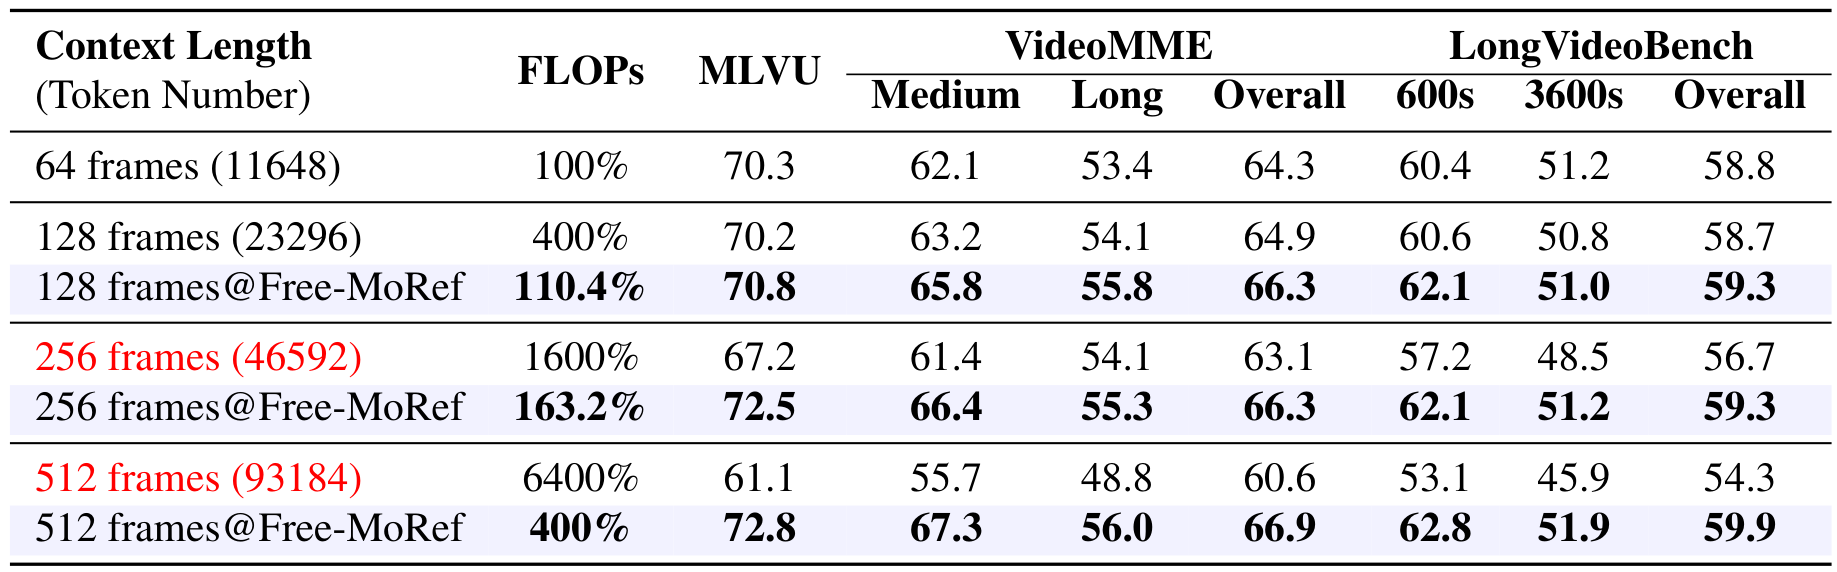 Context Length (Token Number) FLOPs MLVU VideoMME LongVideoBench
Medium Long Overall 600s 3600s Overall
64 frames (11648) 100% 70.3 62.1 53.4 64.3 60.4 51.2 58.8
128 frames (23296) 400% 70.2 63.2 54.1 64.9 60.6 50.8 58.7
128 frames@Free-MoRef 110.4% 70.8 65.8 55.8 66.3 62.1 51.0 59.3
256 frames (46592) 1600% 67.2 61.4 54.1 63.1 57.2 48.5 56.7
256 frames@Free-MoRef 163.2% 72.5 66.4 55.3 66.3 62.1 51.2 59.3
512 frames (93184) 6400% 61.1 55.7 48.8 60.6 53.1 45.9 54.3
512 frames@Free-MoRef 400% 72.8 67.3 56.0 66.9 62.8 51.9 59.9